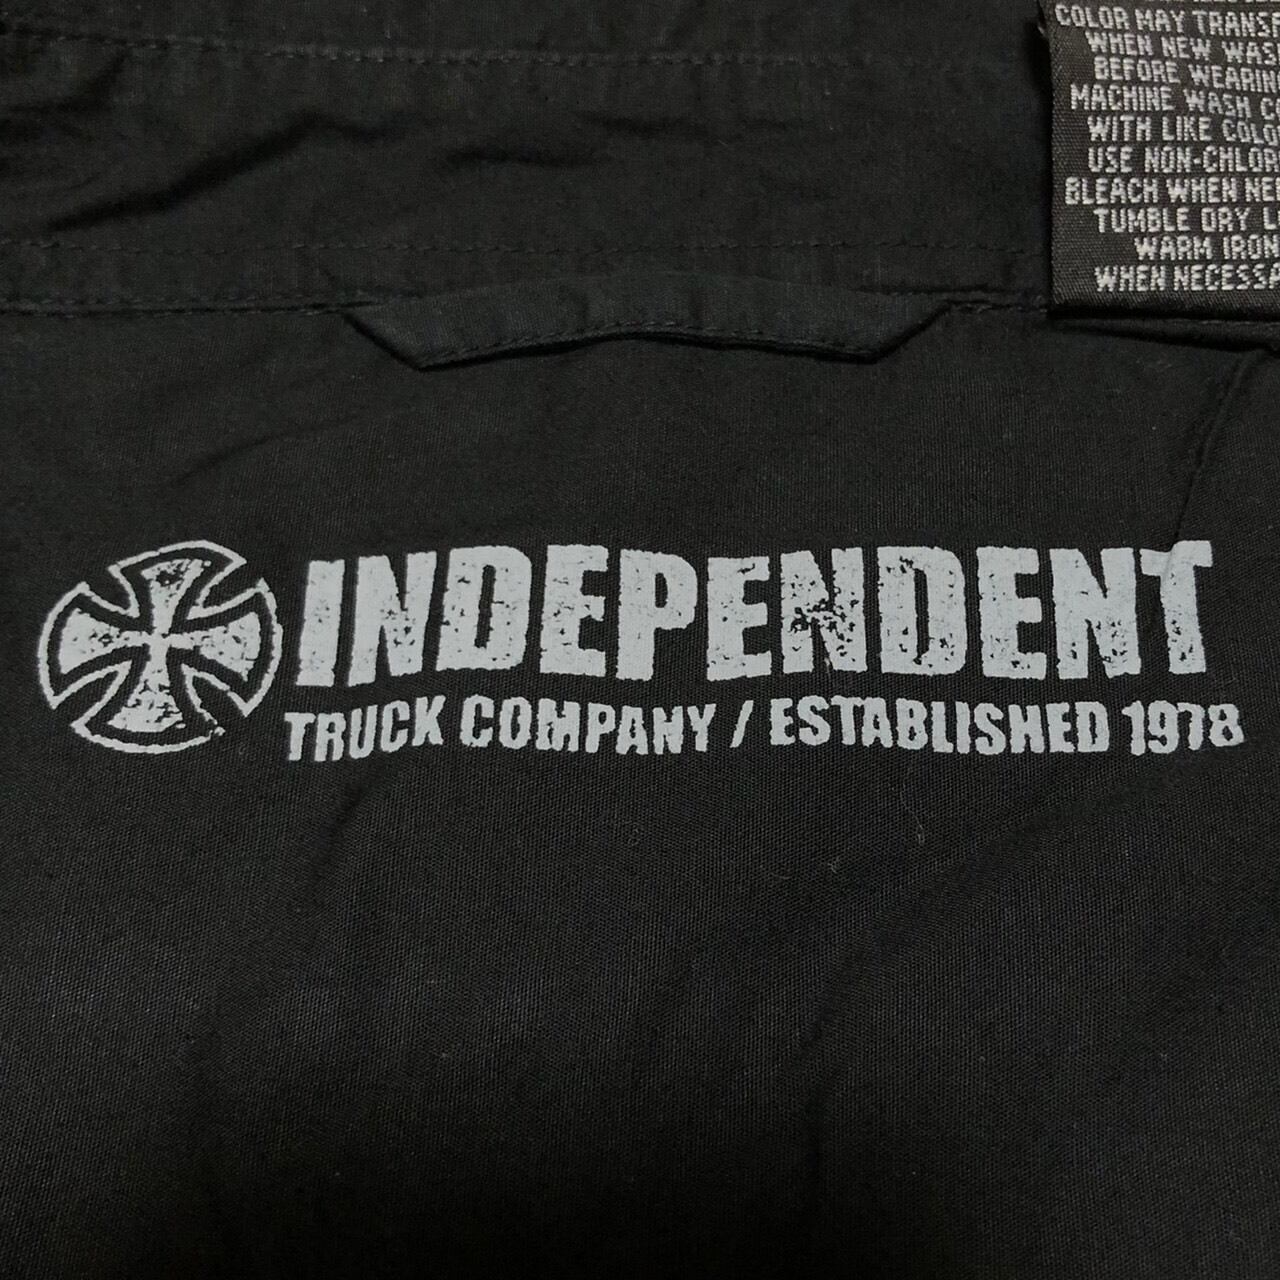 COLOR MAY
WHEN NEW
BEFORE
MACHINE WASH
WITH LIKE
USE
BLEACH WHEN
TUMBLE DRY
WARM IRON
WHEN
INDEPENDENT
TRUCK COMPANY / ESTABLISHED 1978